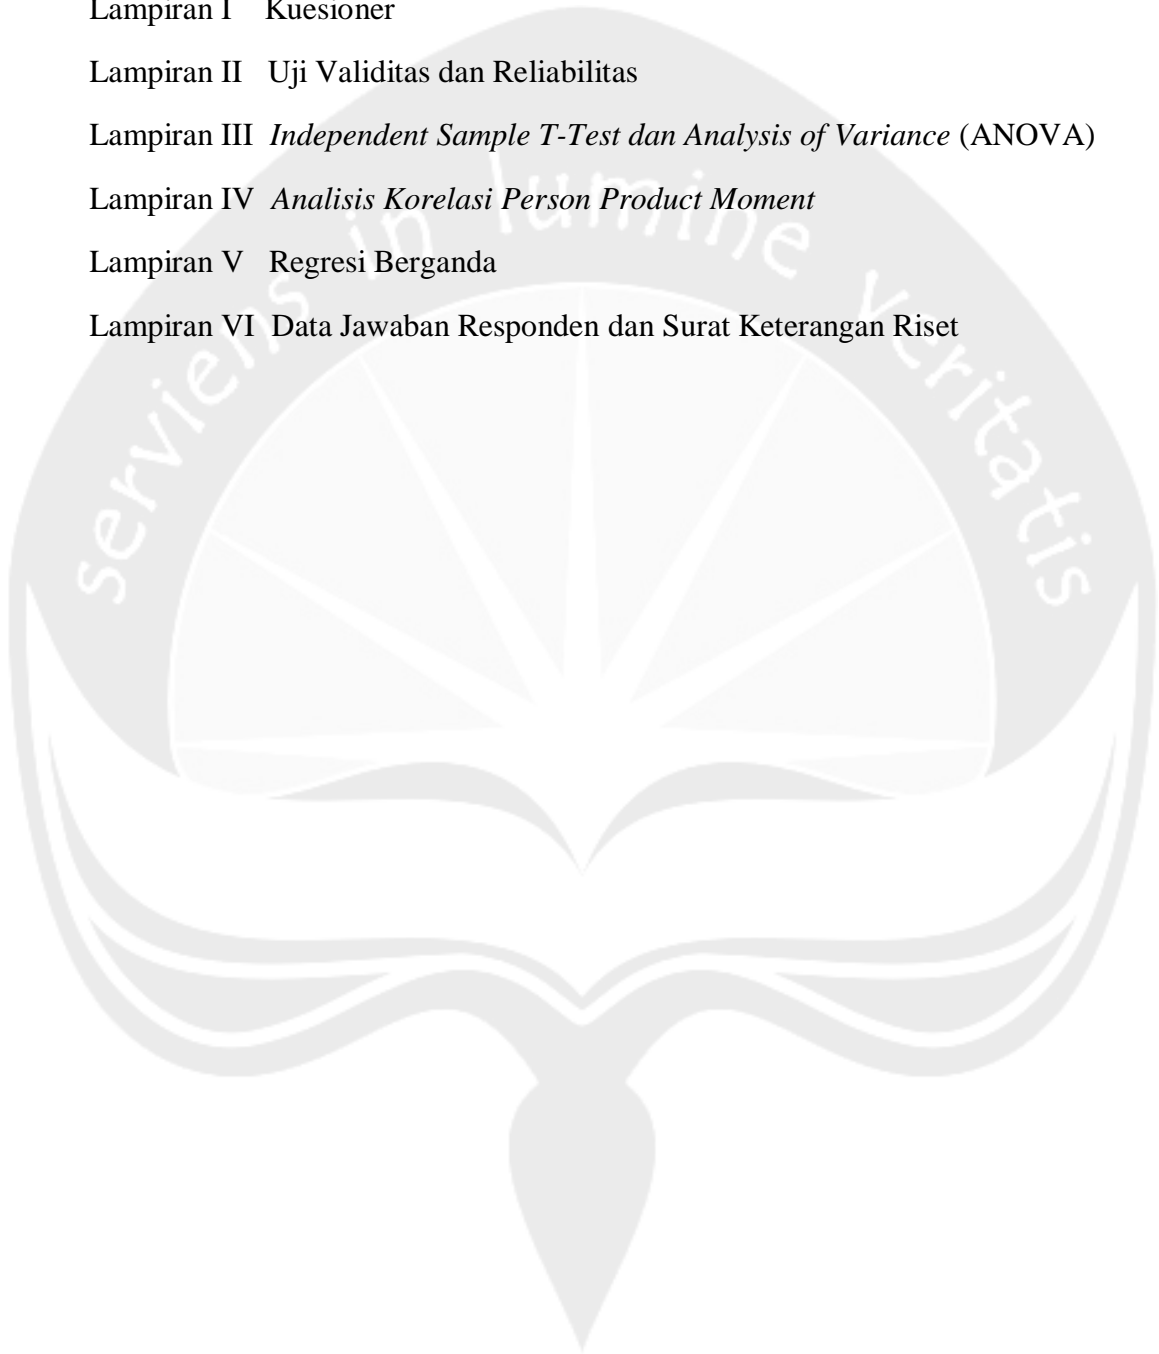 Lampiran I Kuesioner
Lampiran II Uji Validitas dan Reliabilitas
Lampiran III Independent Sample T-Test dan Analysis of Variance (ANOVA)
Lampiran IV Analisis Korelasi Person Product Moment
Lampiran V Regresi Berganda
Lampiran VI Data Jawaban Responden dan Surat Keterangan Riset
serviens in lumine veritatis